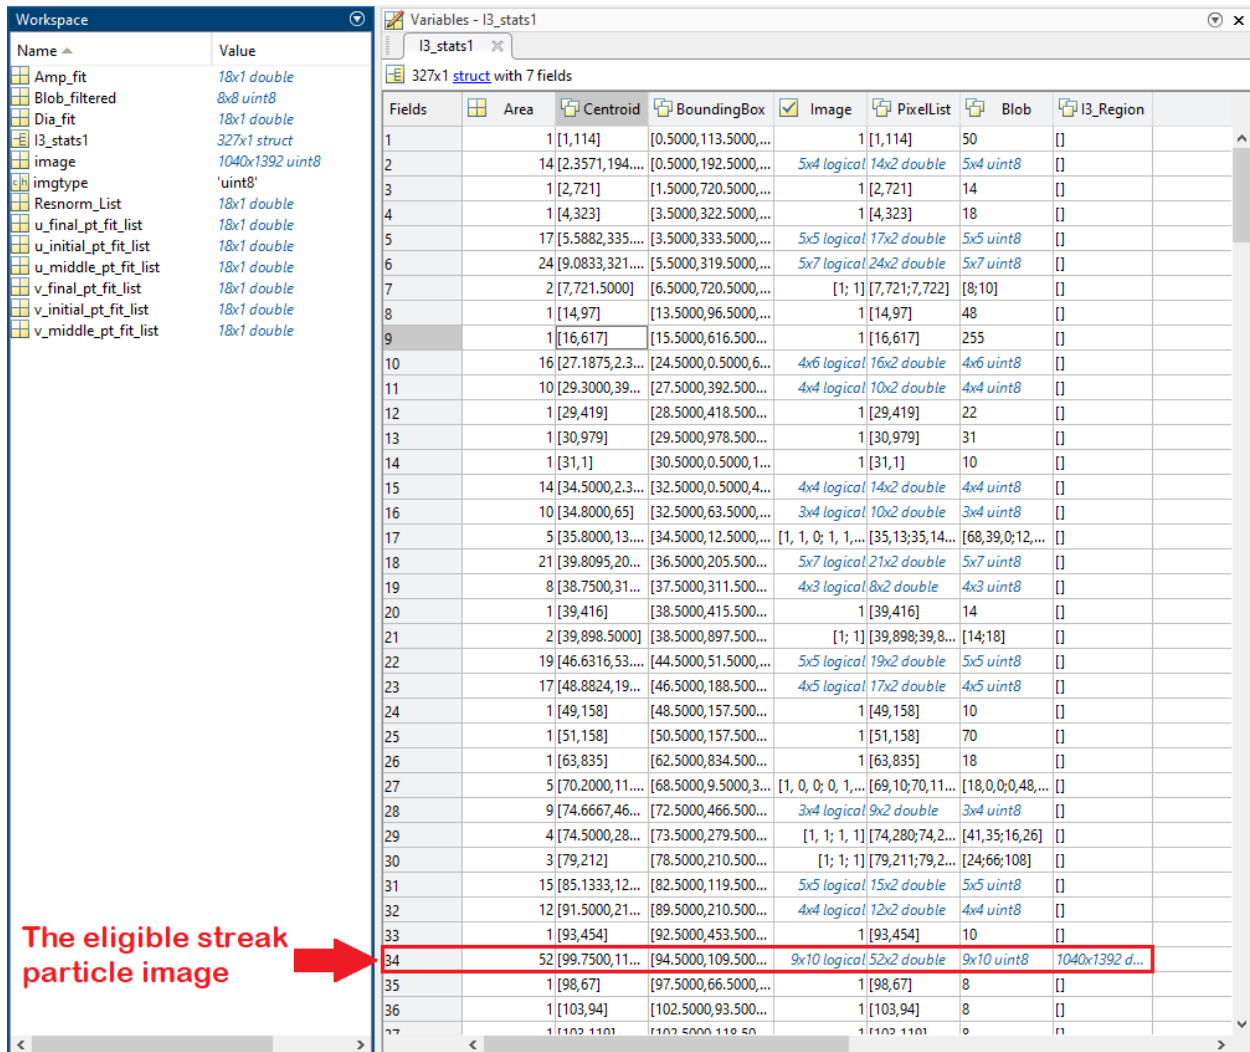 Workspace
Name Value
Amp_fit 18x1 double
Blob_filtered 8x8 uint8
Dia_fit 18x1 double
I3_stats1 327x1 struct
image 1040x1392 uint8
imgtype 'uint8'
Resnorm_List 18x1 double
u_final_pt_fit_list 18x1 double
u_initial_pt_fit_list 18x1 double
u_middle_pt_fit_list 18x1 double
v_final_pt_fit_list 18x1 double
v_initial_pt_fit_list 18x1 double
v_middle_pt_fit_list 18x1 double
The eligible streak
particle image
Variables - I3_stats1
I3_stats1
327x1 struct with 7 fields
Fields Area Centroid BoundingBox Image PixelList Blob I3_Region
1 1 [1,114] [0.5000,113.5000,... 1 [1,114] 50 []
2 14 [2.3571,194.... [0.5000,192.5000,... 5x4 logical 14x2 double 5x4 uint8 []
3 1 [2,721] [1.5000,720.5000,... 1 [2,721] 14 []
4 1 [4,323] [3.5000,322.5000,... 1 [4,323] 18 []
5 17 [5.5882,335.... [3.5000,333.5000,... 5x5 logical 17x2 double 5x5 uint8 []
6 24 [9.0833,321.... [5.5000,319.5000,... 5x7 logical 24x2 double 5x7 uint8 []
7 2 [7,721.5000] [6.5000,720.5000,... [1; 1] [7,721;7,722] [8;10] []
8 1 [14,97] [13.5000,96.5000,... 1 [14,97] 48 []
9 1 [16,617] [15.5000,616.500... 1 [16,617] 255 []
10 16 [27.1875,2.3... [24.5000,0.5000,6... 4x6 logical 16x2 double 4x6 uint8 []
11 10 [29.3000,39... [27.5000,392.500... 4x4 logical 10x2 double 4x4 uint8 []
12 1 [29,419] [28.5000,418.500... 1 [29,419] 22 []
13 1 [30,979] [29.5000,978.500... 1 [30,979] 31 []
14 1 [31,1] [30.5000,0.5000,1... 1 [31,1] 10 []
15 14 [34.5000,2.3... [32.5000,0.5000,4... 4x4 logical 14x2 double 4x4 uint8 []
16 10 [34.8000,65] [32.5000,63.5000,... 3x4 logical 10x2 double 3x4 uint8 []
17 5 [35.8000,13.... [34.5000,12.5000,... [1, 1, 0; 1, 1,... [35,13;35,14... [68,39,0;12,... []
18 21 [39.8095,20... [36.5000,205.500... 5x7 logical 21x2 double 5x7 uint8 []
19 8 [38.7500,31... [37.5000,311.500... 4x3 logical 8x2 double 4x3 uint8 []
20 1 [39,416] [38.5000,415.500... 1 [39,416] 14 []
21 2 [39,898.5000] [38.5000,897.500... [1; 1] [39,898;39,8... [14;18] []
22 19 [46.6316,53.... [44.5000,51.5000,... 5x5 logical 19x2 double 5x5 uint8 []
23 17 [48.8824,19... [46.5000,188.500... 4x5 logical 17x2 double 4x5 uint8 []
24 1 [49,158] [48.5000,157.500... 1 [49,158] 10 []
25 1 [51,158] [50.5000,157.500... 1 [51,158] 70 []
26 1 [63,835] [62.5000,834.500... 1 [63,835] 18 []
27 5 [70.2000,11.... [68.5000,9.5000,3... [1, 0, 0; 0, 1,... [69,10;70,11... [18,0,0;0,48,... []
28 9 [74.6667,46... [72.5000,466.500... 3x4 logical 9x2 double 3x4 uint8 []
29 4 [74.5000,28... [73.5000,279.500... [1, 1; 1, 1] [74,280;74,2... [41,35;16,26] []
30 3 [79,212] [78.5000,210.500... [1; 1; 1] [79,211;79,2... [24;66;108] []
31 15 [85.1333,12... [82.5000,119.500... 5x5 logical 15x2 double 5x5 uint8 []
32 12 [91.5000,21... [89.5000,210.500... 4x4 logical 12x2 double 4x4 uint8 []
33 1 [93,454] [92.5000,453.500... 1 [93,454] 10 []
34 52 [99.7500,11... [94.5000,109.500... 9x10 logical 52x2 double 9x10 uint8 1040x1392 d...
35 1 [98,67] [97.5000,66.5000,... 1 [98,67] 8 []
36 1 [103,94] [102.5000,93.500... 1 [103,94] 8 []
37 1 [103,119] [102.5000,118.50... 1 [103,119] 8 []